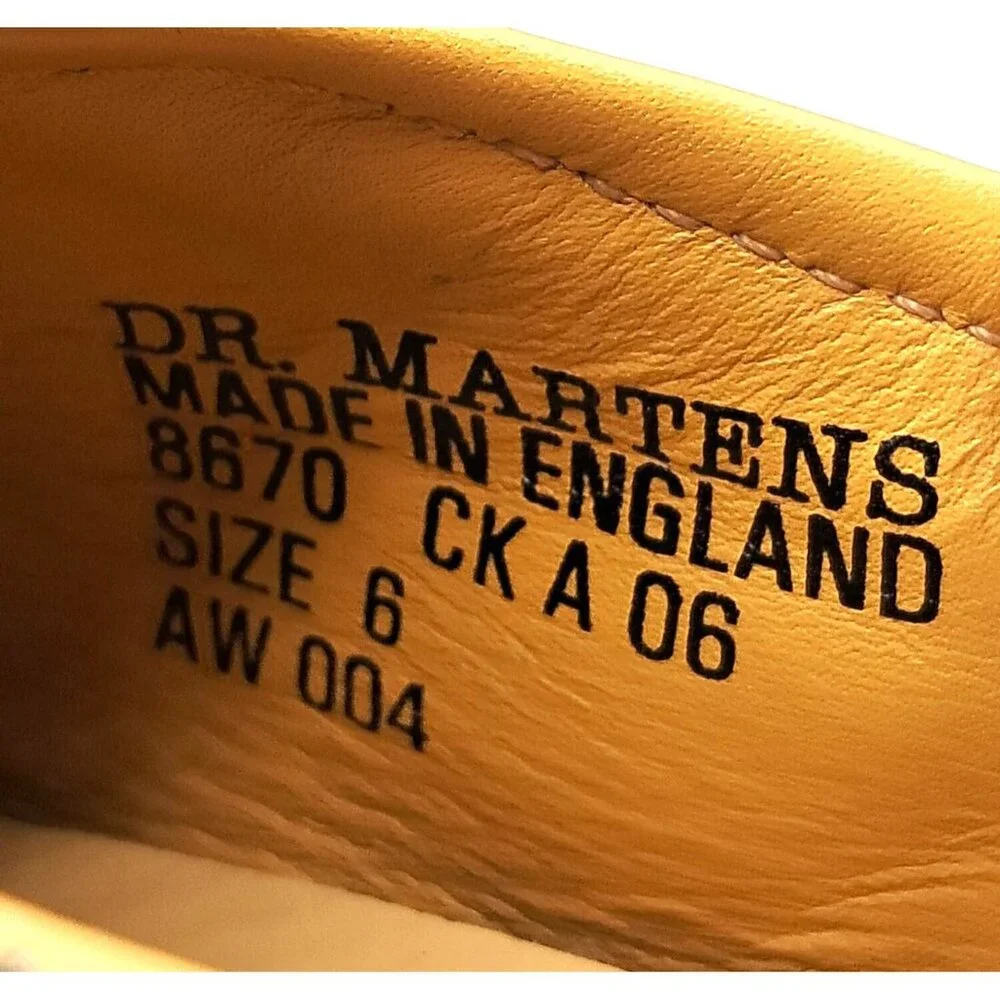 DR. MARTENS
MADE IN ENGLAND
8670 CK A 06
SIZE 6
AW 004